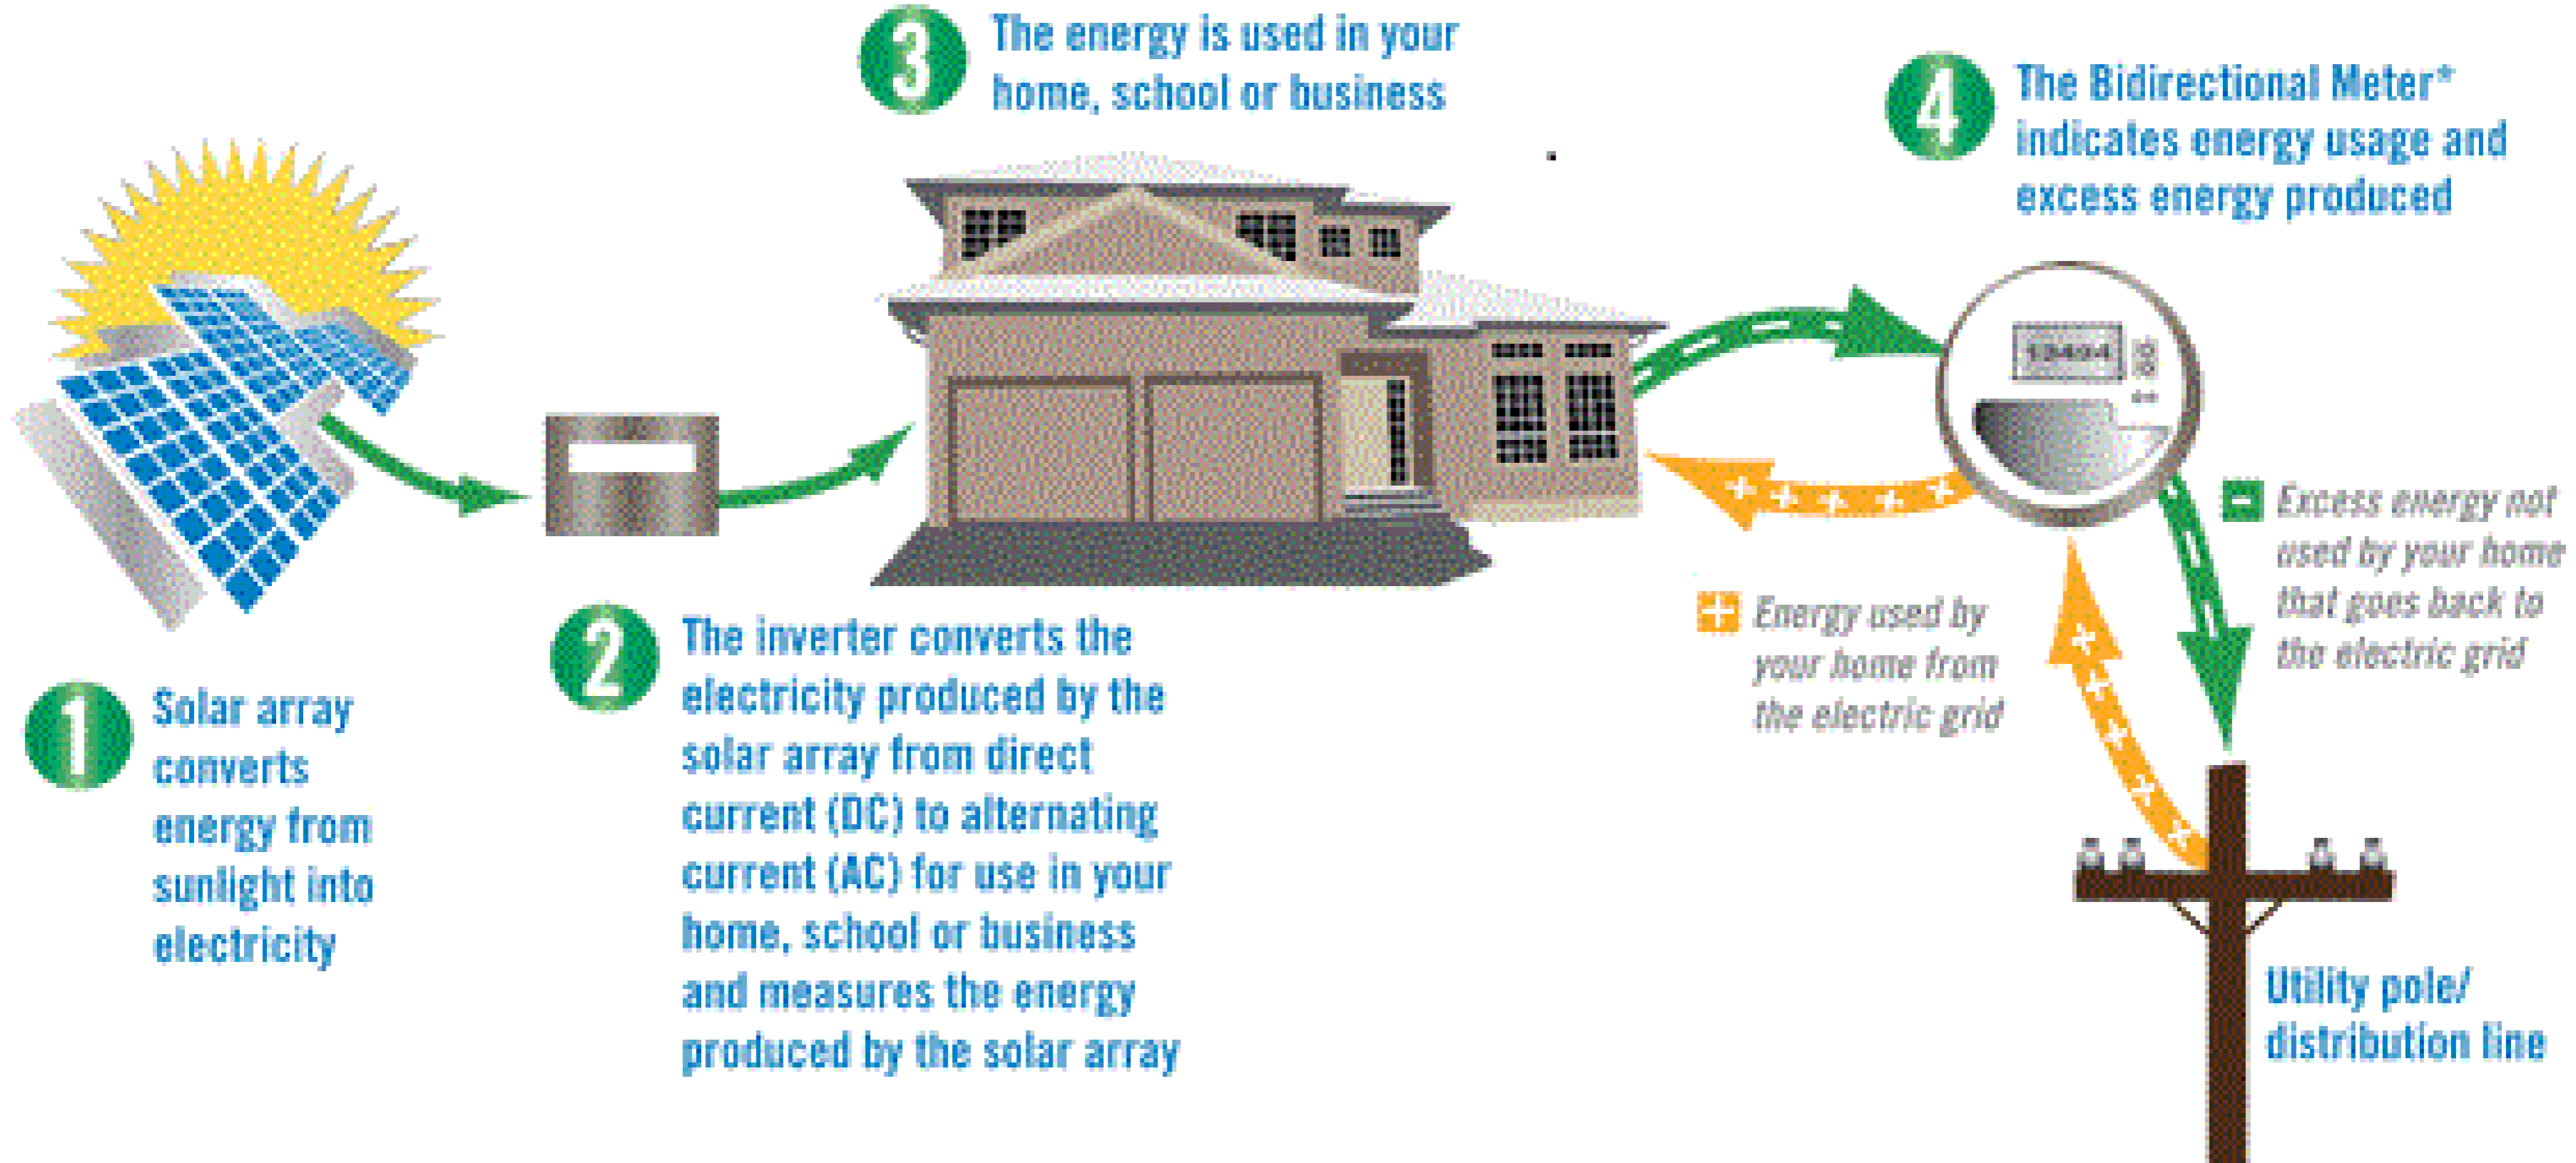 1
Solar array
converts
energy from
sunlight into
electricity
2
The inverter converts the
electricity produced by the
solar array from direct
current (DC) to alternating
current (AC) for use in your
home, school or business
and measures the energy
produced by the solar array
3
The energy is used in your
home, school or business
4
The Bidirectional Meter*
indicates energy usage and
excess energy produced
+ Energy used by
your home from
the electric grid
- Excess energy not
used by your home
that goes back to
the electric grid
Utility pole/
distribution line